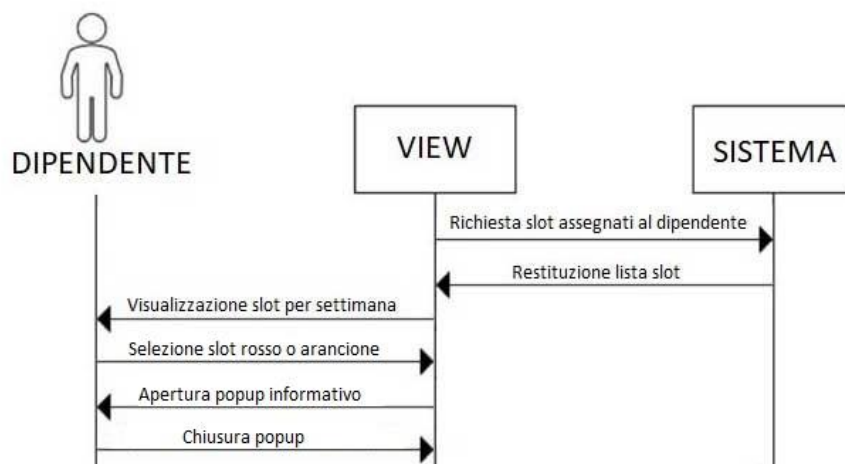 DIPENDENTE
VIEW
SISTEMA
Richiesta slot assegnati al dipendente
Restituzione lista slot
Visualizzazione slot per settimana
Selezione slot rosso o arancione
Apertura popup informativo
Chiusura popup